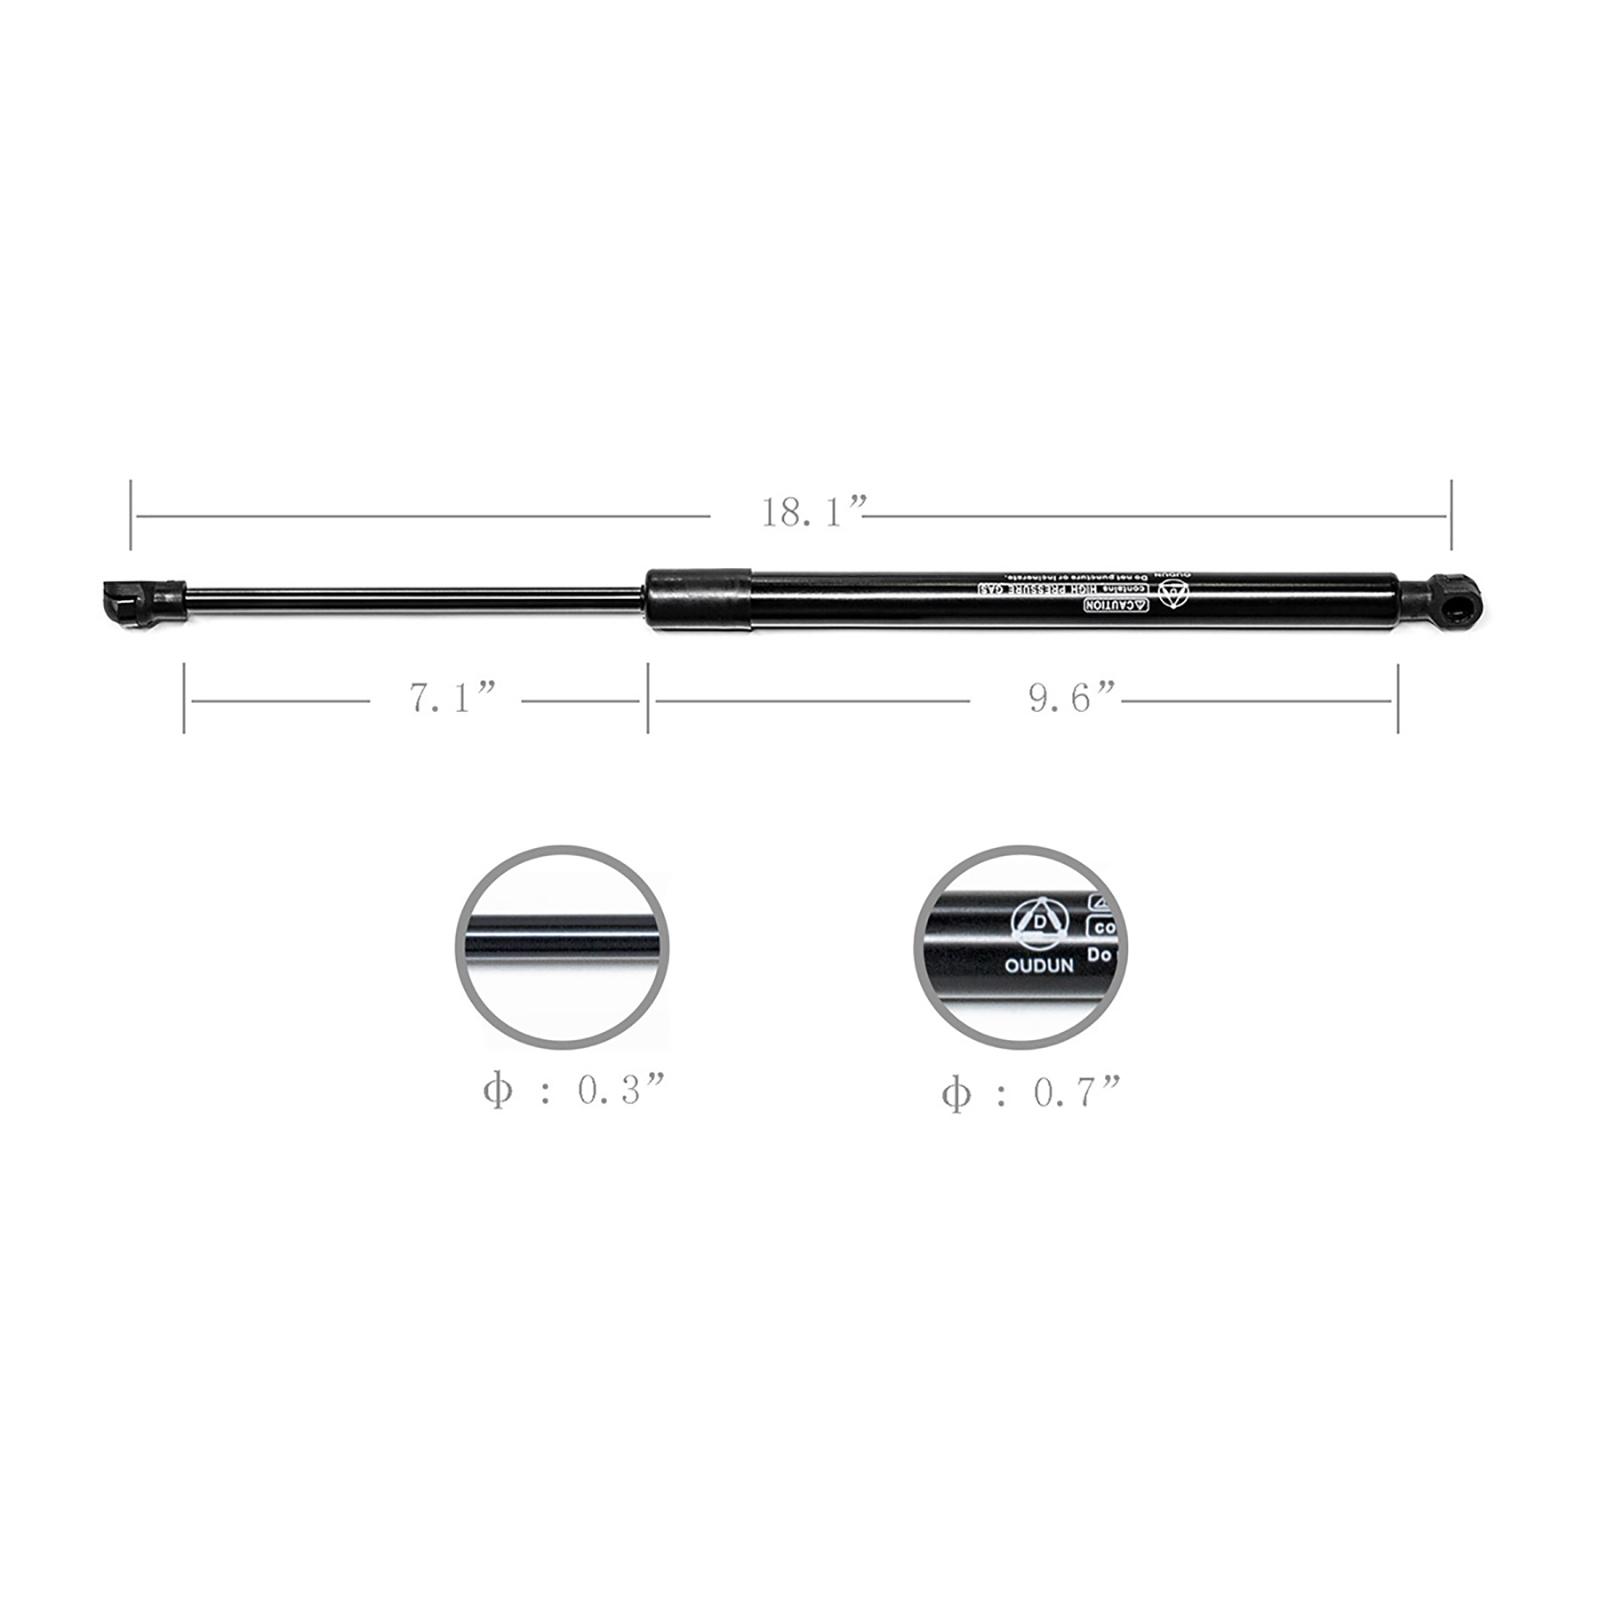 18.1”
OUDUN
Do not puncture or incinerate.
contains HIGH PRESSURE GAS
⚠CAUTION
7.1”
9.6”
D
OUDUN
co
Do
ф : 0.3”
ф : 0.7”